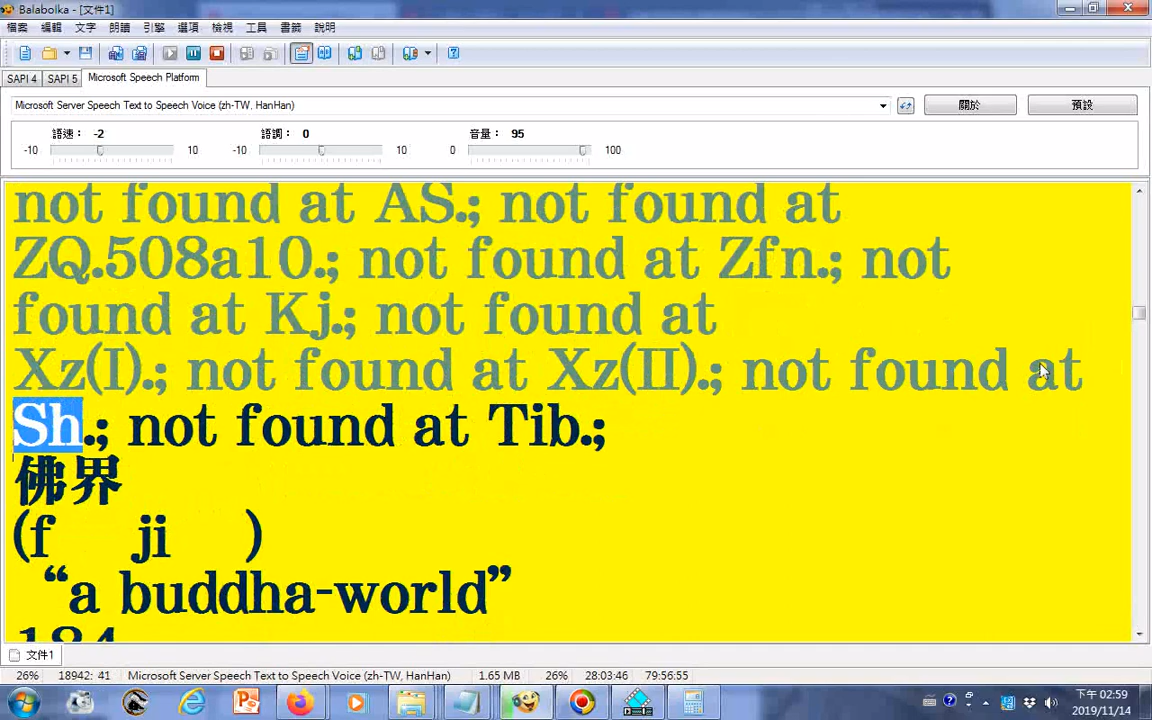 Balabolka - [文件1]
檔案 編輯 文字 朗讀 引擎 選項 檢視 工具 書籤 說明
SAPI 4 SAPI 5 Microsoft Speech Platform
Microsoft Server Speech Text to Speech Voice (zh-TW, HanHan) 關於 預設
語速： -2 語調： 0 音量： 95
-10 10 -10 10 0 100
not found at AS.; not found at
ZQ.508a10.; not found at Zfn.; not
found at Kj.; not found at
Xz(I).; not found at Xz(II).; not found at
Sh.; not found at Tib.;
佛界
(f ji )
“a buddha-world”
184
文件1
26% 18942: 41 Microsoft Server Speech Text to Speech Voice (zh-TW, HanHan) 1.65 MB 26% 28:03:46 79:56:55
下午 02:59
2019/11/14